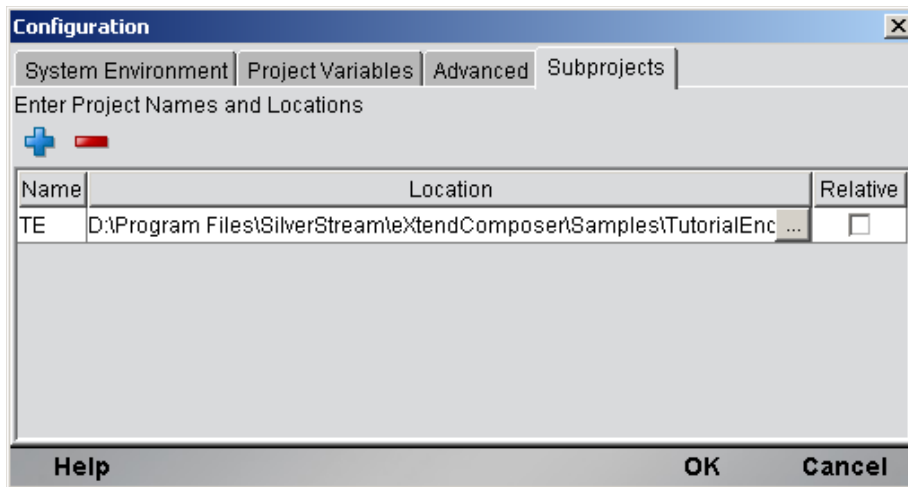 Configuration
System Environment Project Variables Advanced Subprojects
Enter Project Names and Locations
Name Location Relative
TE D:\Program Files\SilverStream\eXtendComposer\Samples\TutorialEnc ...
Help OK Cancel